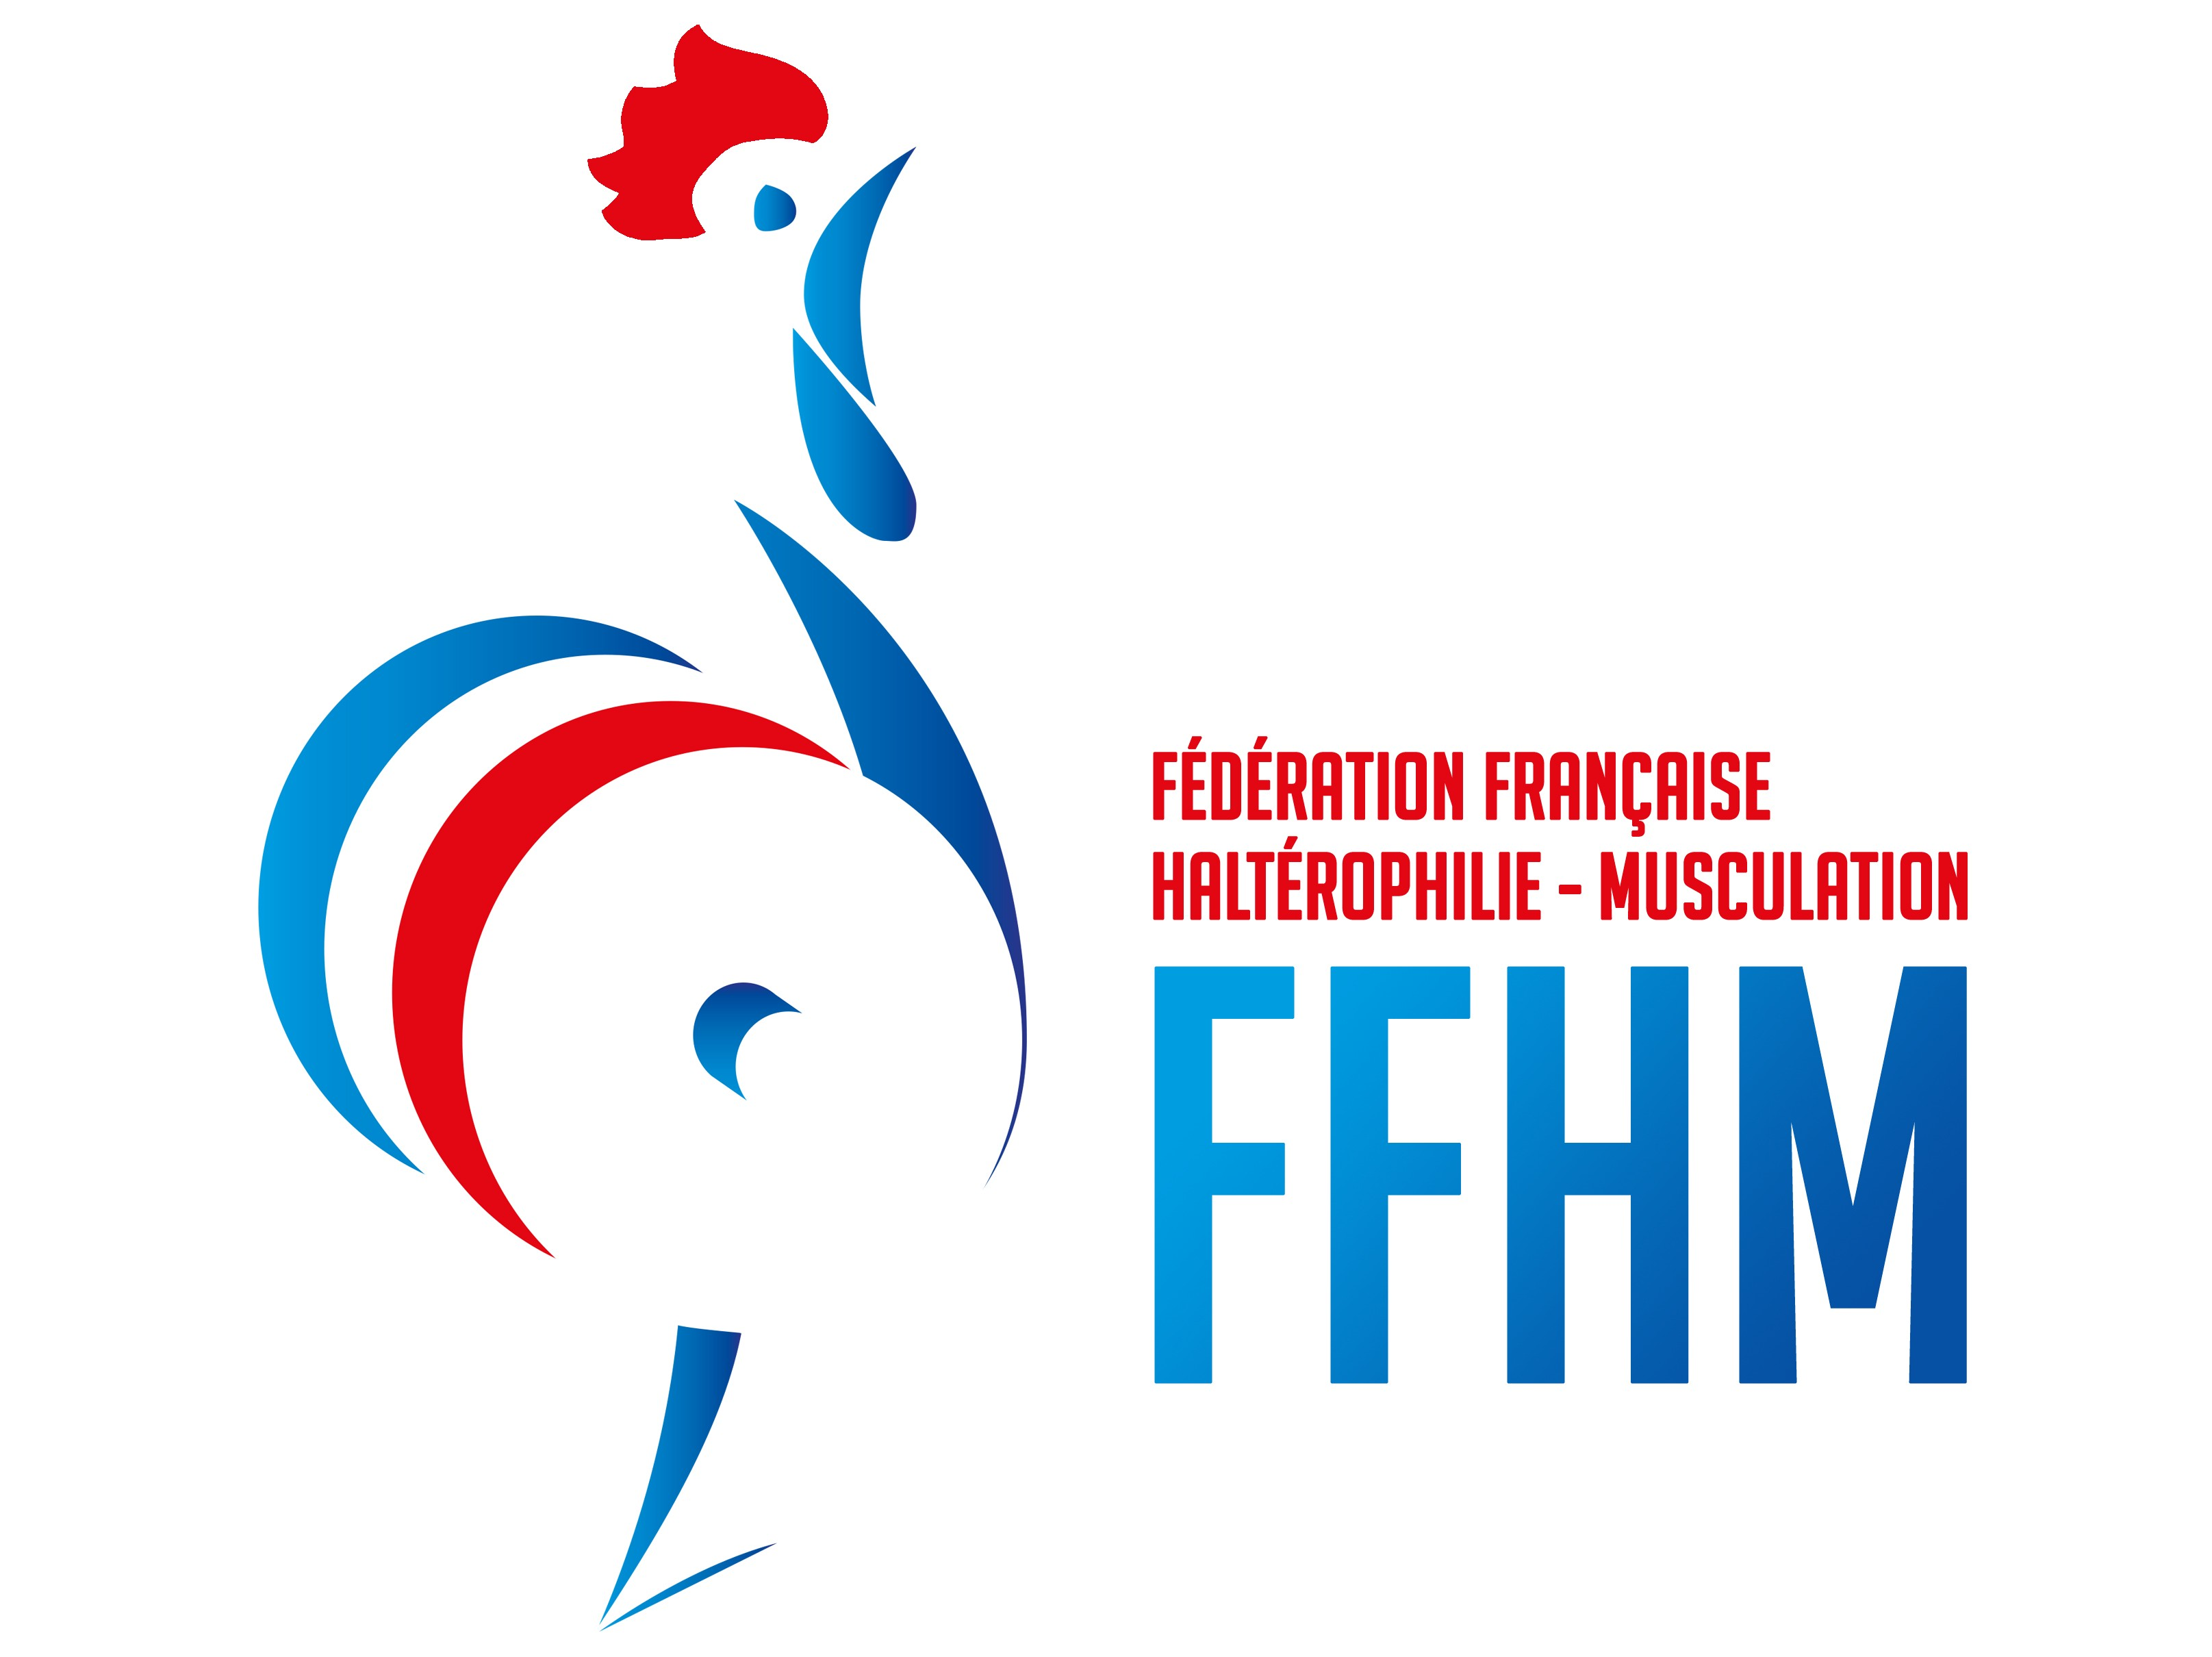 FÉDÉRATION FRANÇAISE
HALTÉROPHILIE - MUSCULATION
FFHM